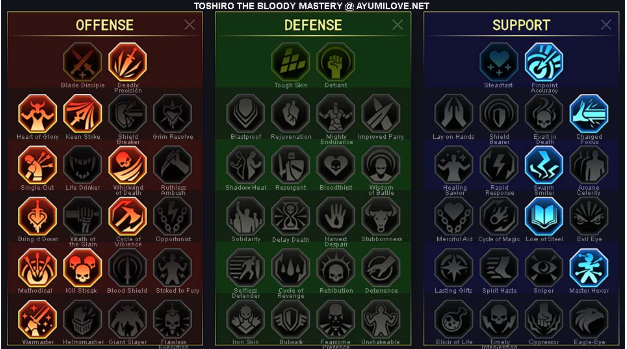 TOSHIRO THE BLOODY MASTERY @ AYUMILOVE.NET
OFFENSE
Blade Disciple
Deadly Precision
Heart of Glory
Keen Strike
Shield Breaker
Grim Resolve
Single Out
Life Drinker
Whirlwind of Death
Ruthless Ambush
Bring it Down
Wrath of the Slain
Cycle of Violence
Opportunist
Methodical
Kill Streak
Blood Shield
Stoked to Fury
Warmaster
Helmsmasher
Giant Slayer
Flawless Execution
DEFENSE
Tough Skin
Defiant
Blastproof
Rejuvenation
Mighty Endurance
Improved Parry
Shadow Heal
Resurgent
Bloodthirst
Wisdom of Battle
Solidarity
Delay Death
Harvest Despair
Stubbornness
Selfless Defender
Cycle of Revenge
Retribution
Deterrence
Iron Skin
Bulwark
Fearsome Presence
Unshakeable
SUPPORT
Steadfast
Pinpoint Accuracy
Lay on Hands
Shield Bearer
Exalt in Death
Charged Focus
Healing Savior
Rapid Response
Swarm Smiter
Arcane Celerity
Merciful Aid
Cycle of Magic
Lore of Steel
Evil Eye
Lasting Gifts
Spirit Haste
Sniper
Master Hexer
Elixir of Life
Timely Intervention
Oppressor
Eagle-Eye